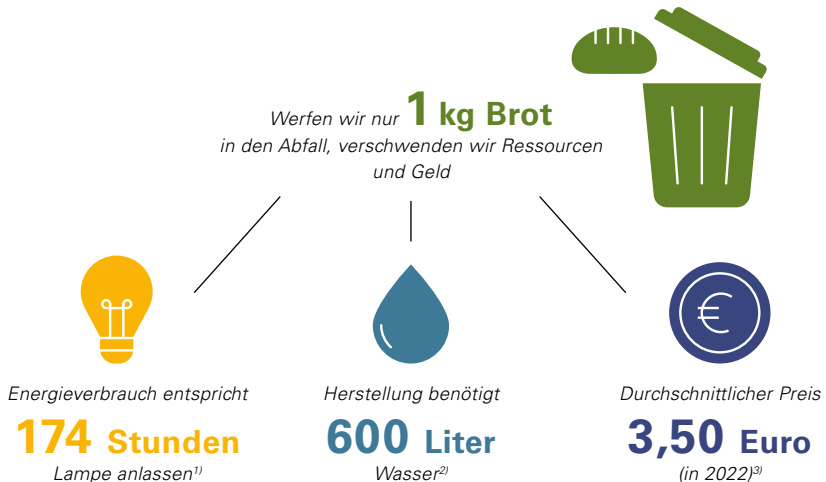 Werfen wir nur 1 kg Brot
in den Abfall, verschwenden wir Ressourcen
und Geld
€
Energieverbrauch entspricht
174 Stunden
Lampe anlassen¹⁾
Herstellung benötigt
600 Liter
Wasser²⁾
Durchschnittlicher Preis
3,50 Euro
(in 2022)³⁾